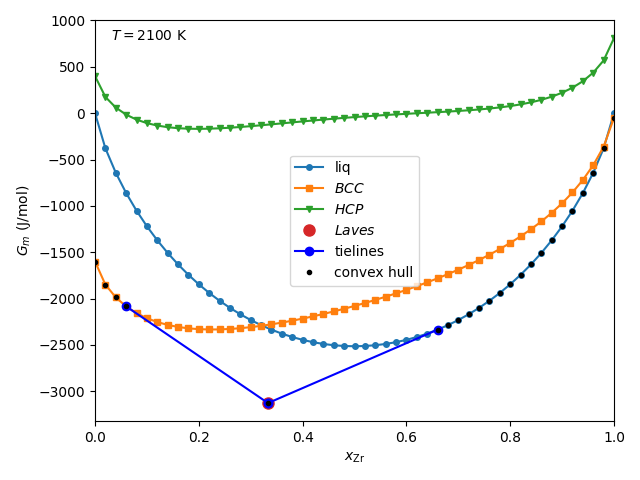 1000
500
0
−500
−1000
−1500
−2000
−2500
−3000
G_m (J/mol)
T = 2100 K
liq
BCC
HCP
Laves
tielines
convex hull
0.0 0.2 0.4 0.6 0.8 1.0
x_Zr